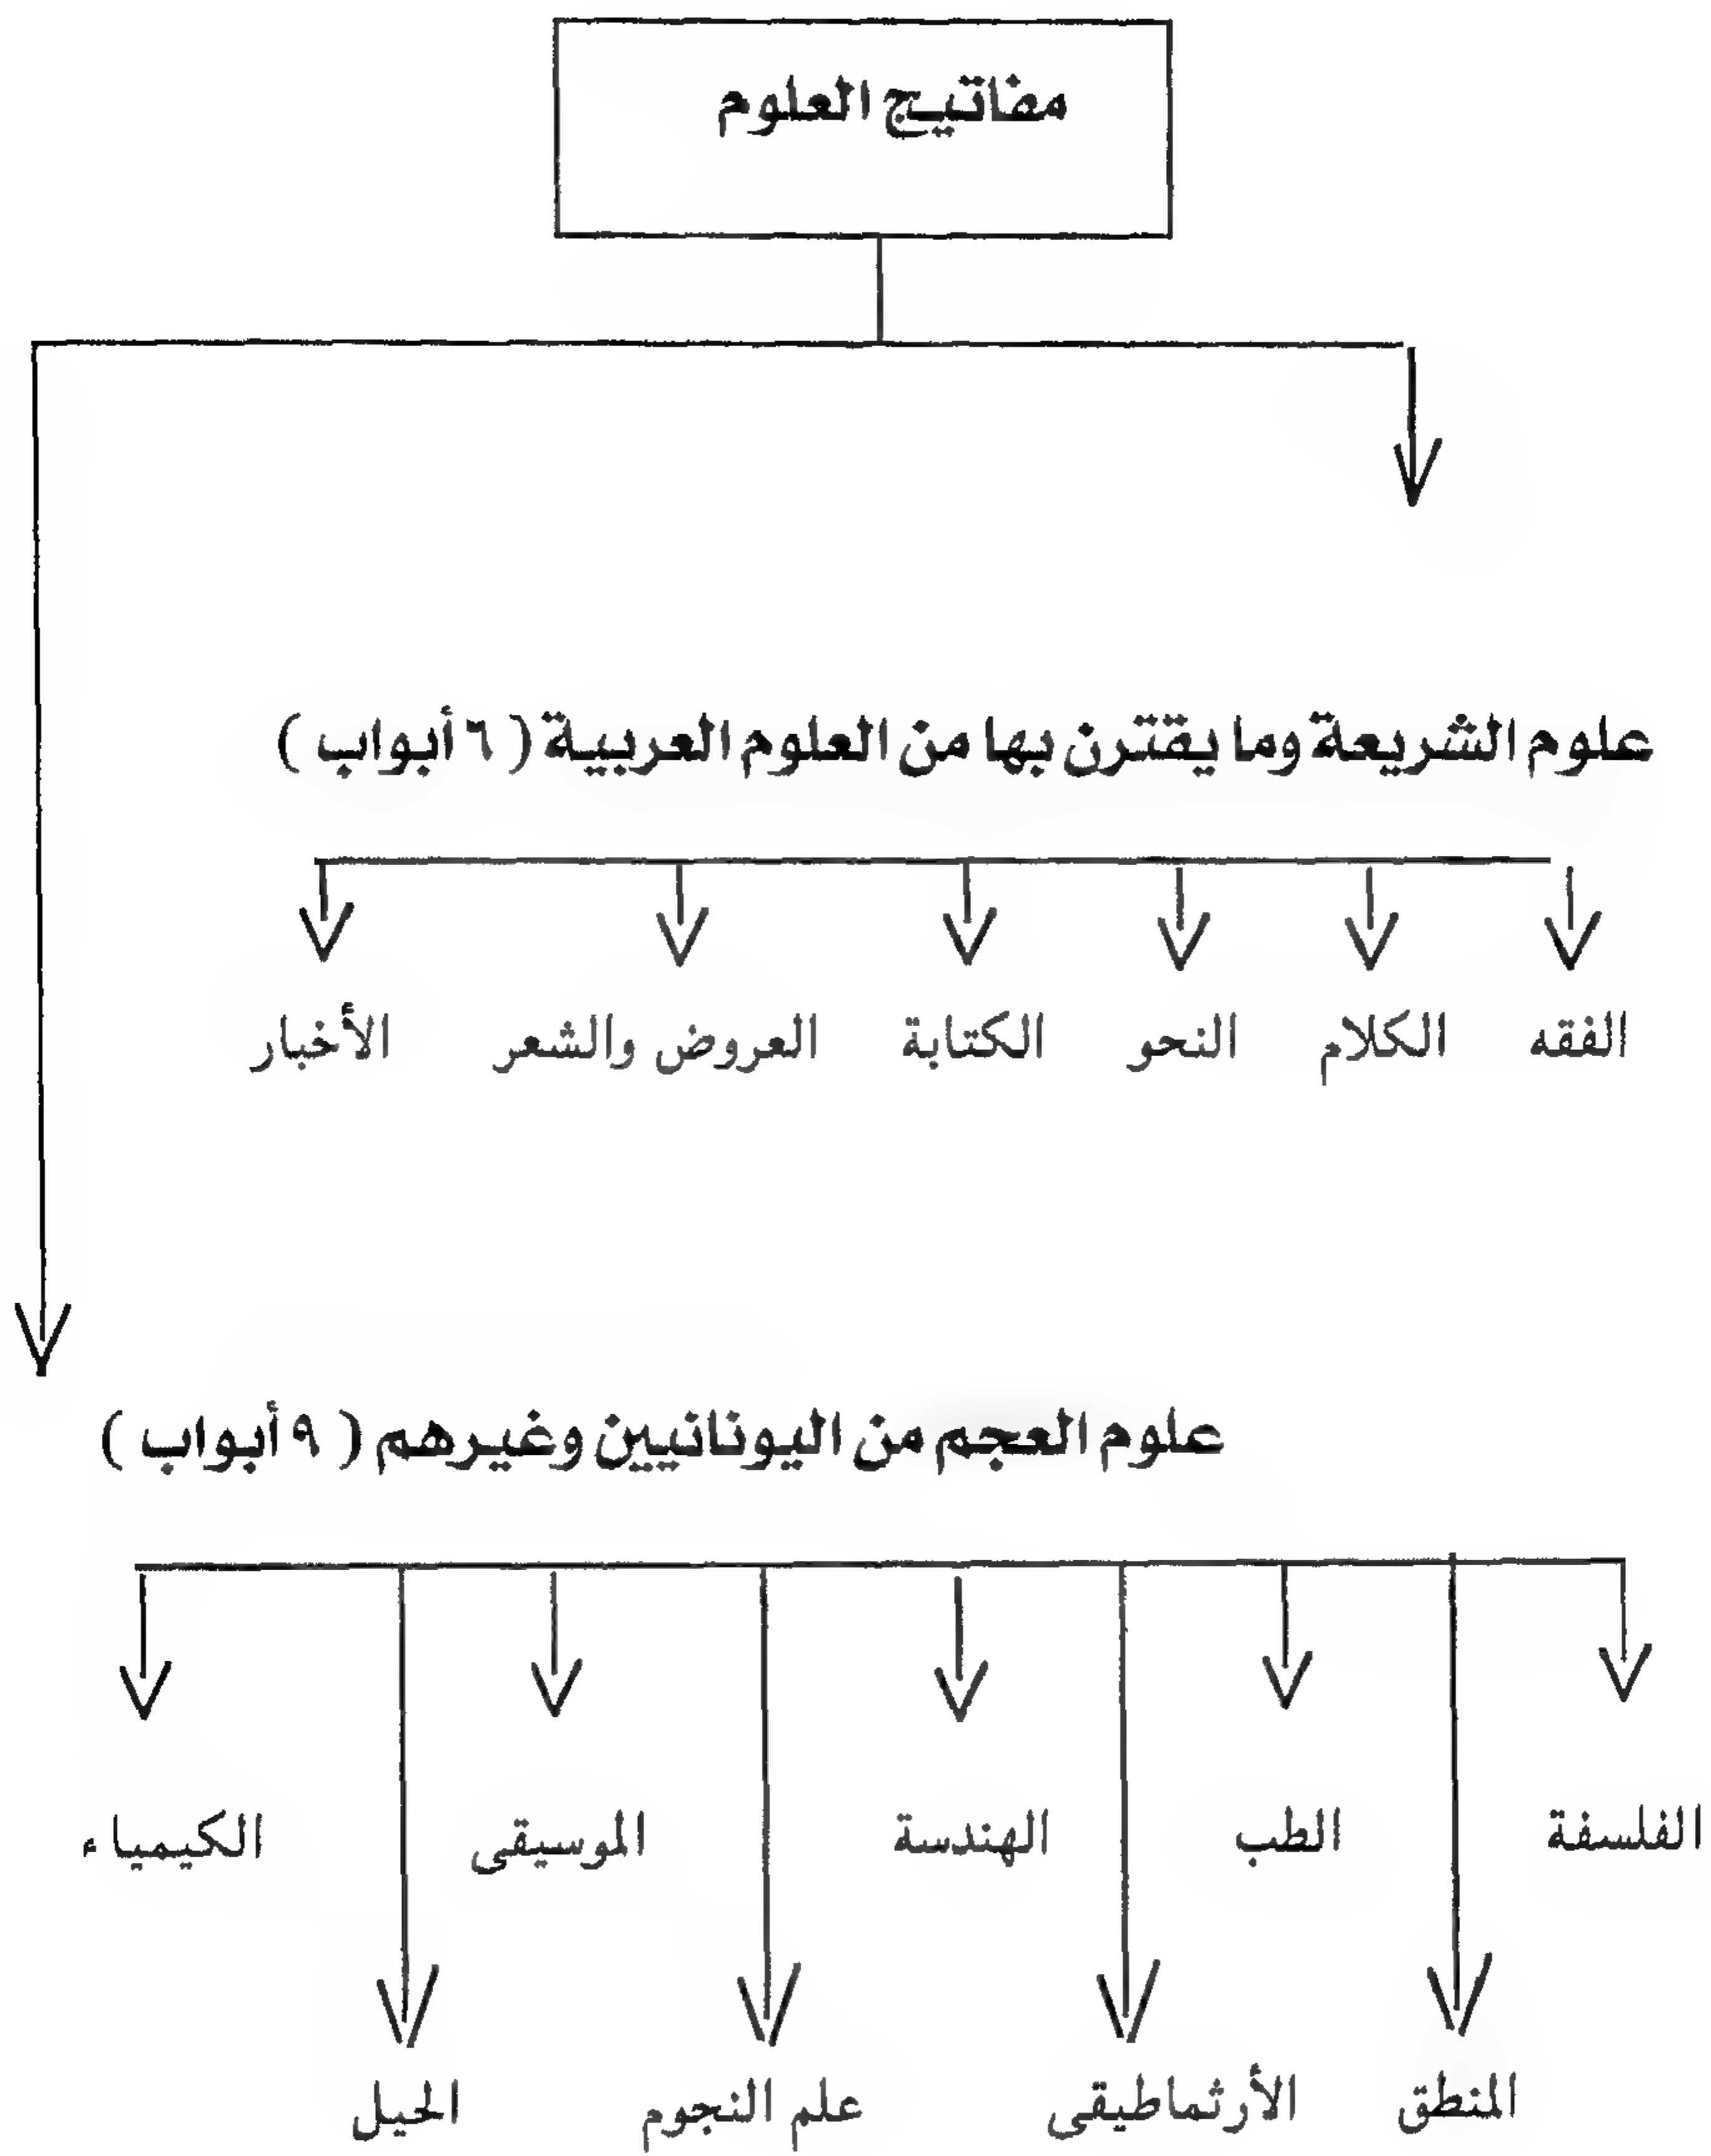 مفاتيج العلوم
علوم الشريعة وما يقترن بها من العلوم العربية ( ٦ أبواب )
الفقه الكلام النحو الكتابة العروض والشعر الأخبار
علوم العجم من اليونانيين وغيرهم ( ٩ أبواب )
الفلسفة الطب الهندسة الموسيقى الكيمياء
المنطق الأرثماطيقى علم النجوم الحيل